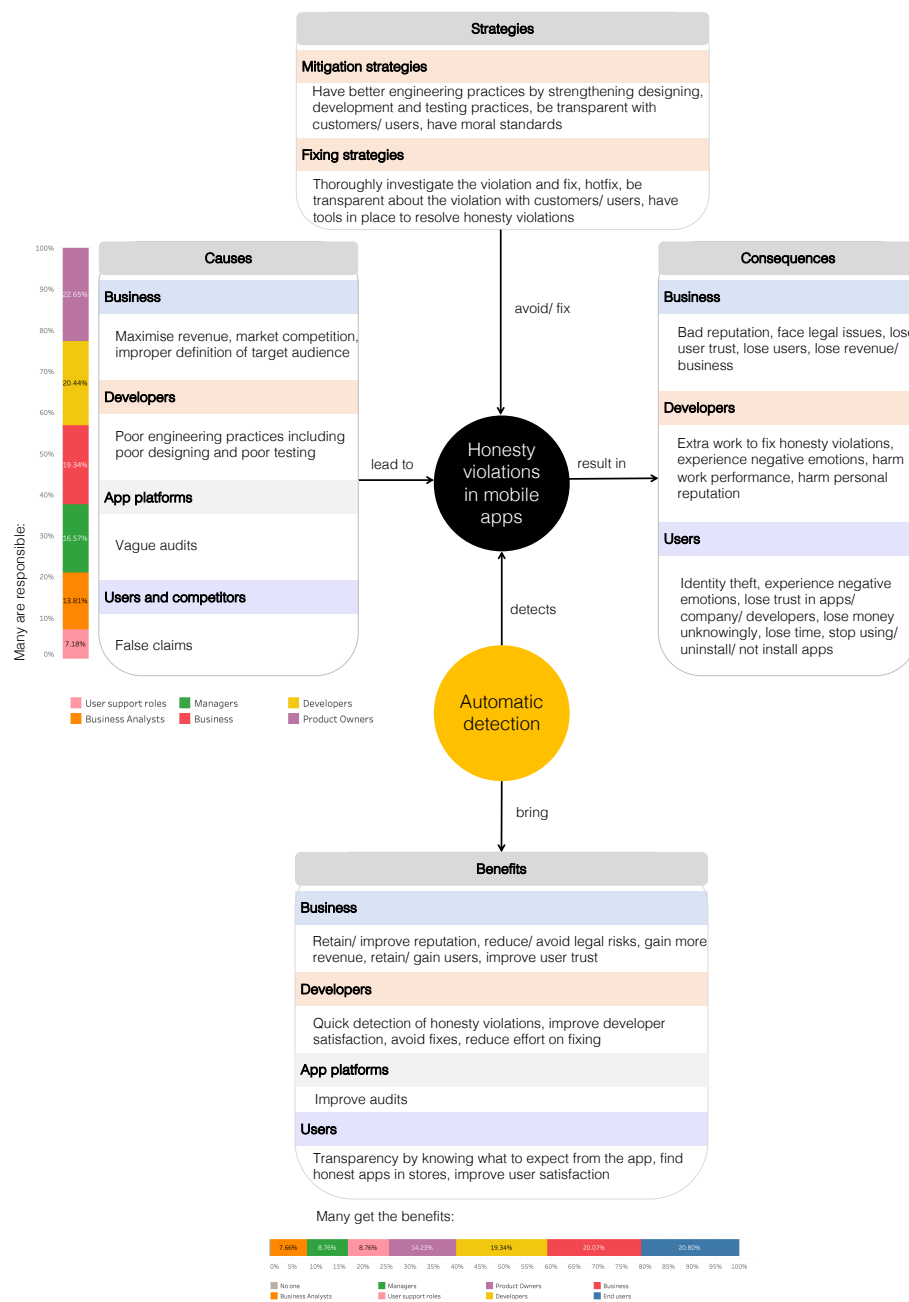 Strategies
Mitigation strategies
Have better engineering practices by strengthening designing,
development and testing practices, be transparent with
customers/ users, have moral standards
Fixing strategies
Thoroughly investigate the violation and fix, hotfix, be
transparent about the violation with customers/ users, have
tools in place to resolve honesty violations
avoid/ fix
Many are responsible:
100%
90%
80%
70%
60%
50%
40%
30%
20%
10%
0%
22.65%
20.44%
19.34%
16.57%
13.81%
7.18%
Causes
Business
Maximise revenue, market competition,
improper definition of target audience
Developers
Poor engineering practices including
poor designing and poor testing
App platforms
Vague audits
Users and competitors
False claims
User support roles
Managers
Developers
Business Analysts
Business
Product Owners
lead to
Honesty
violations
in mobile
apps
result in
Consequences
Business
Bad reputation, face legal issues, lose
user trust, lose users, lose revenue/
business
Developers
Extra work to fix honesty violations,
experience negative emotions, harm
work performance, harm personal
reputation
Users
Identity theft, experience negative
emotions, lose trust in apps/
company/ developers, lose money
unknowingly, lose time, stop using/
uninstall/ not install apps
detects
Automatic
detection
bring
Benefits
Business
Retain/ improve reputation, reduce/ avoid legal risks, gain more
revenue, retain/ gain users, improve user trust
Developers
Quick detection of honesty violations, improve developer
satisfaction, avoid fixes, reduce effort on fixing
App platforms
Improve audits
Users
Transparency by knowing what to expect from the app, find
honest apps in stores, improve user satisfaction
Many get the benefits:
7.66% 8.76% 8.76% 14.23% 19.34% 20.07% 20.80%
0% 5% 10% 15% 20% 25% 30% 35% 40% 45% 50% 55% 60% 65% 70% 75% 80% 85% 90% 95% 100%
No one
Managers
Product Owners
Business
Business Analysts
User support roles
Developers
End users